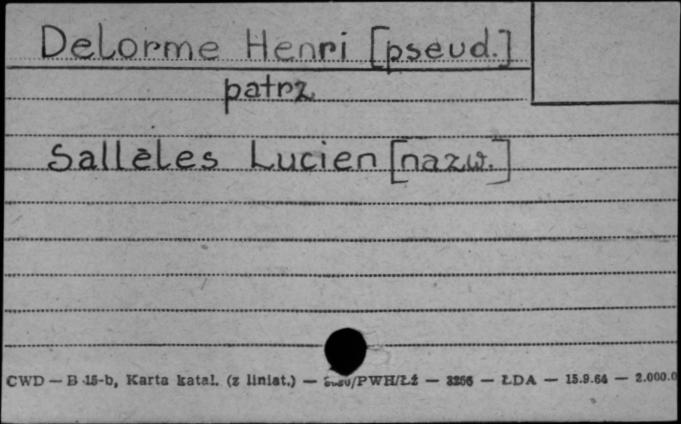 Delorme Henri [pseud.]
patrz
Sallèles Lucien [nazw.]
CWD — B 15-b, Karta katal. (z liniat.) — /PWH/Łź — 3256 — ŁDA — 15.9.64 — 2.000.0